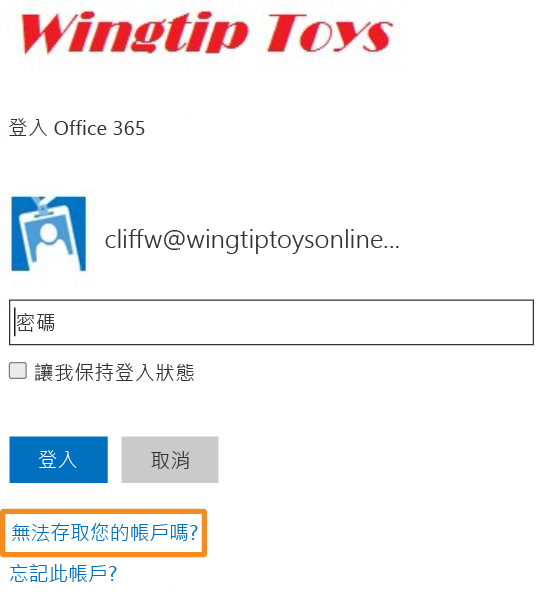 Wingtip Toys
登入 Office 365
cliffw@wingtiptoysonline...
密碼
讓我保持登入狀態
登入 取消
無法存取您的帳戶嗎?
忘記此帳戶?